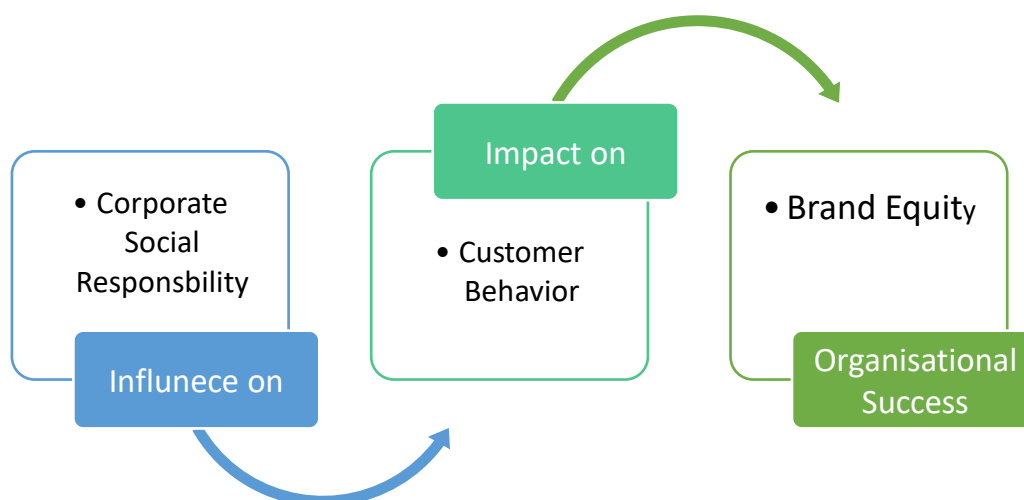 • Corporate
Social
Responsbility
Influnece on
Impact on
• Customer
Behavior
• Brand Equity
Organisational
Success